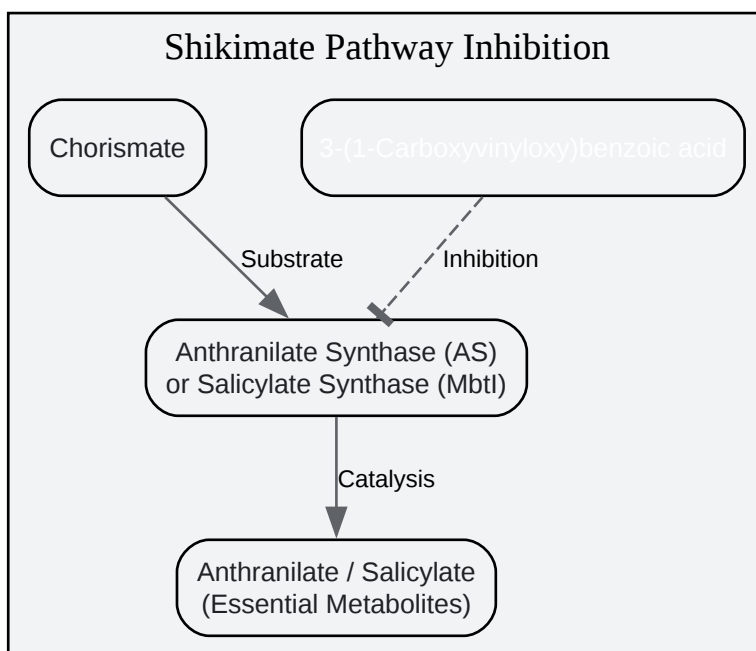 Shikimate Pathway Inhibition
Chorismate
3-(1-Carboxyvinyloxy)benzoic acid
Substrate
Inhibition
Anthranilate Synthase (AS)
or Salicylate Synthase (MbtI)
Catalysis
Anthranilate / Salicylate
(Essential Metabolites)